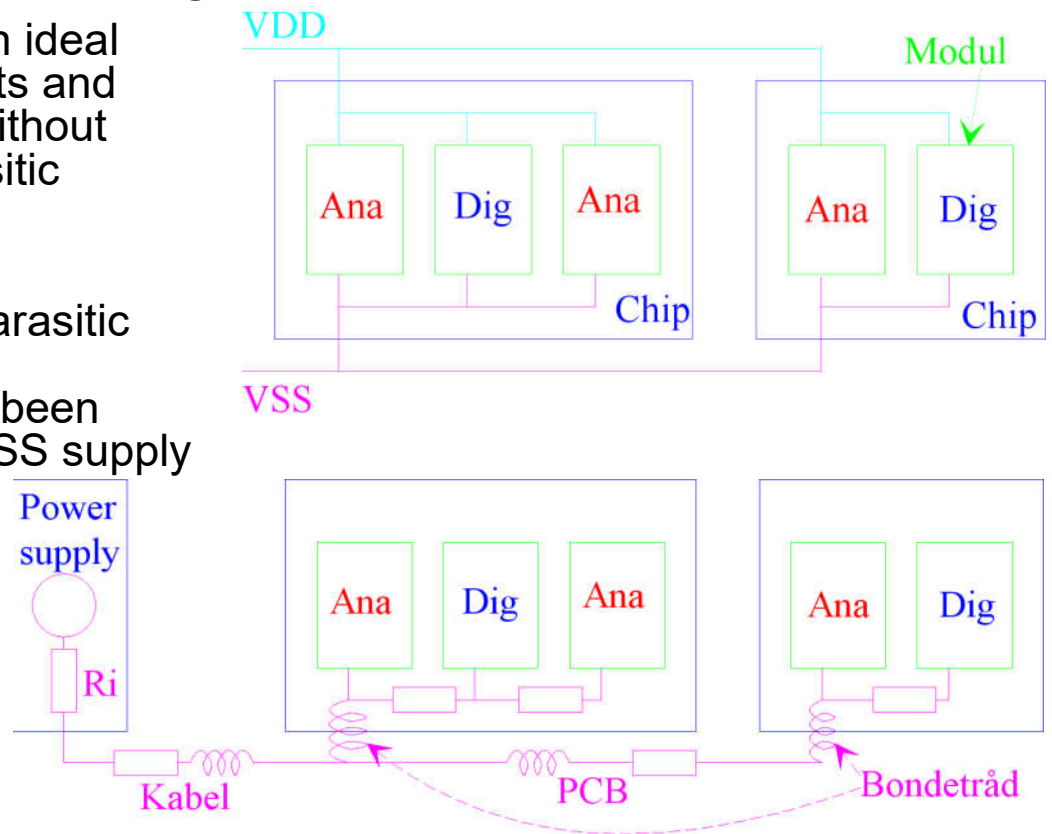 n ideal
ts and
ithout
sitic
arasitic
been
SS supply
VDD
Modul
Ana
Dig
Ana
Chip
Ana
Dig
Chip
VSS
Power
supply
Ri
Ana
Dig
Ana
Ana
Dig
Kabel
PCB
Bondetråd